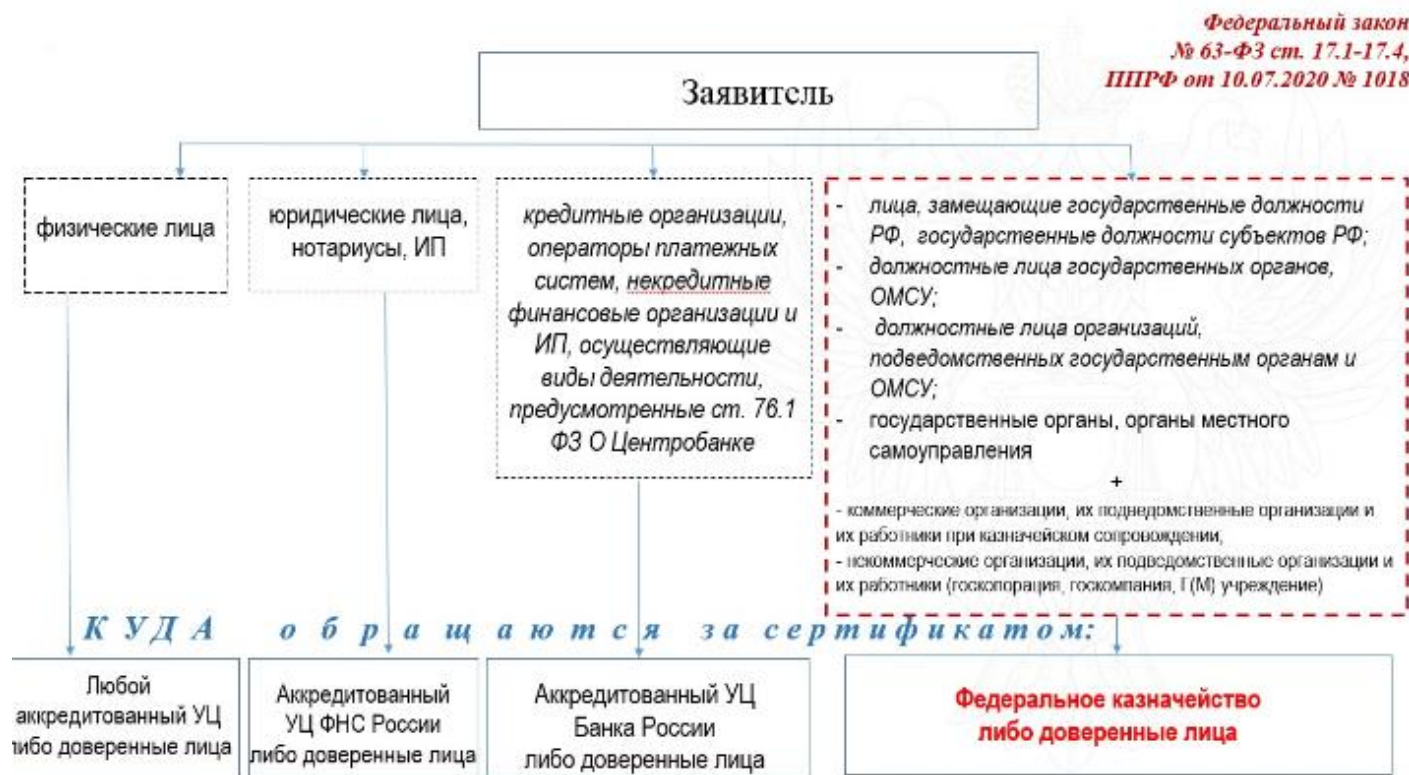 Федеральный закон
№ 63-ФЗ ст. 17.1-17.4,
ППРФ от 10.07.2020 № 1018
Заявитель
физические лица
юридические лица,
нотариусы, ИП
кредитные организации,
операторы платежных
систем, некредитные
финансовые организации и
ИП, осуществляющие
виды деятельности,
предусмотренные ст. 76.1
ФЗ О Центробанке
- лица, замещающие государственные должности
РФ, государственные должности субъектов РФ;
- должностные лица государственных органов,
ОМСУ;
- должностные лица организаций,
подведомственных государственным органам и
ОМСУ;
- государственные органы, органы местного
самоуправления
+
- коммерческие организации, их подведомственные организации и
их работники при казначейском сопровождении;
- некоммерческие организации, их подведомственные организации и
их работники (госкопорация, госкомпания, Г(М) учреждение)
КУДА обращаются за сертификатом:
Любой
аккредитованный УЦ
либо доверенные лица
Аккредитованный
УЦ ФНС России
либо доверенные лица
Аккредитованный УЦ
Банка России
либо доверенные лица
Федеральное казначейство
либо доверенные лица